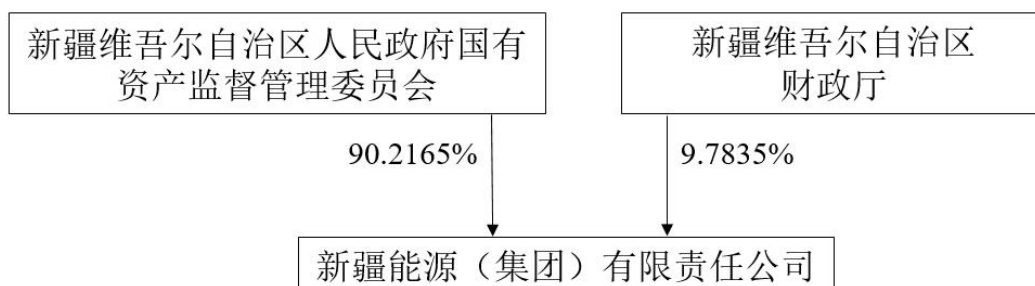 新疆维吾尔自治区人民政府国有
资产监督管理委员会
新疆维吾尔自治区
财政厅
90.2165%
9.7835%
新疆能源（集团）有限责任公司